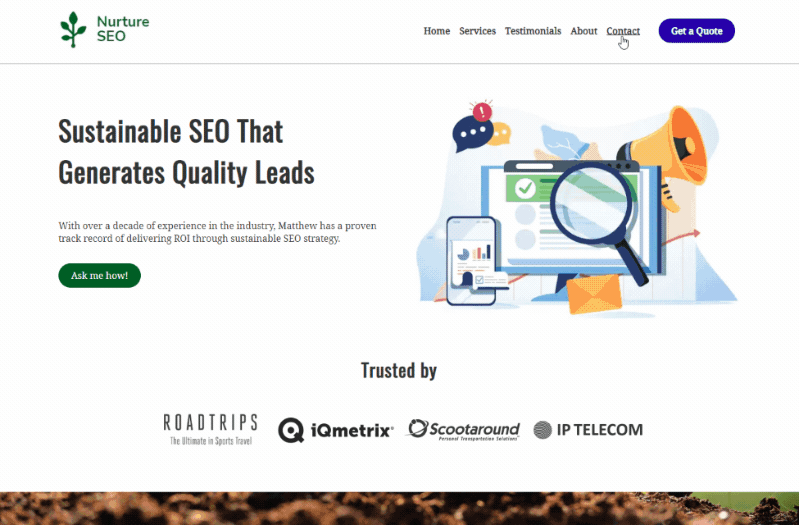 Nurture
SEO
Home Services Testimonials About Contact Get a Quote
Sustainable SEO That
Generates Quality Leads
With over a decade of experience in the industry, Matthew has a proven
track record of delivering ROI through sustainable SEO strategy.
Ask me how!
Trusted by
ROADTRIPS
The Ultimate in Sports Travel
iQmetrix®
Scootaround
Personal Transportation Solutions
IP TELECOM